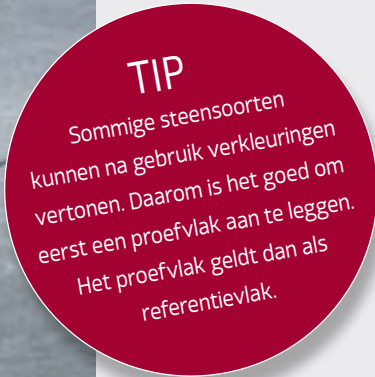 TIP
Sommige steensoorten
kunnen na gebruik verkleuringen
vertonen. Daarom is het goed om
eerst een proefvlak aan te leggen.
Het proefvlak geldt dan als
referentievlak.